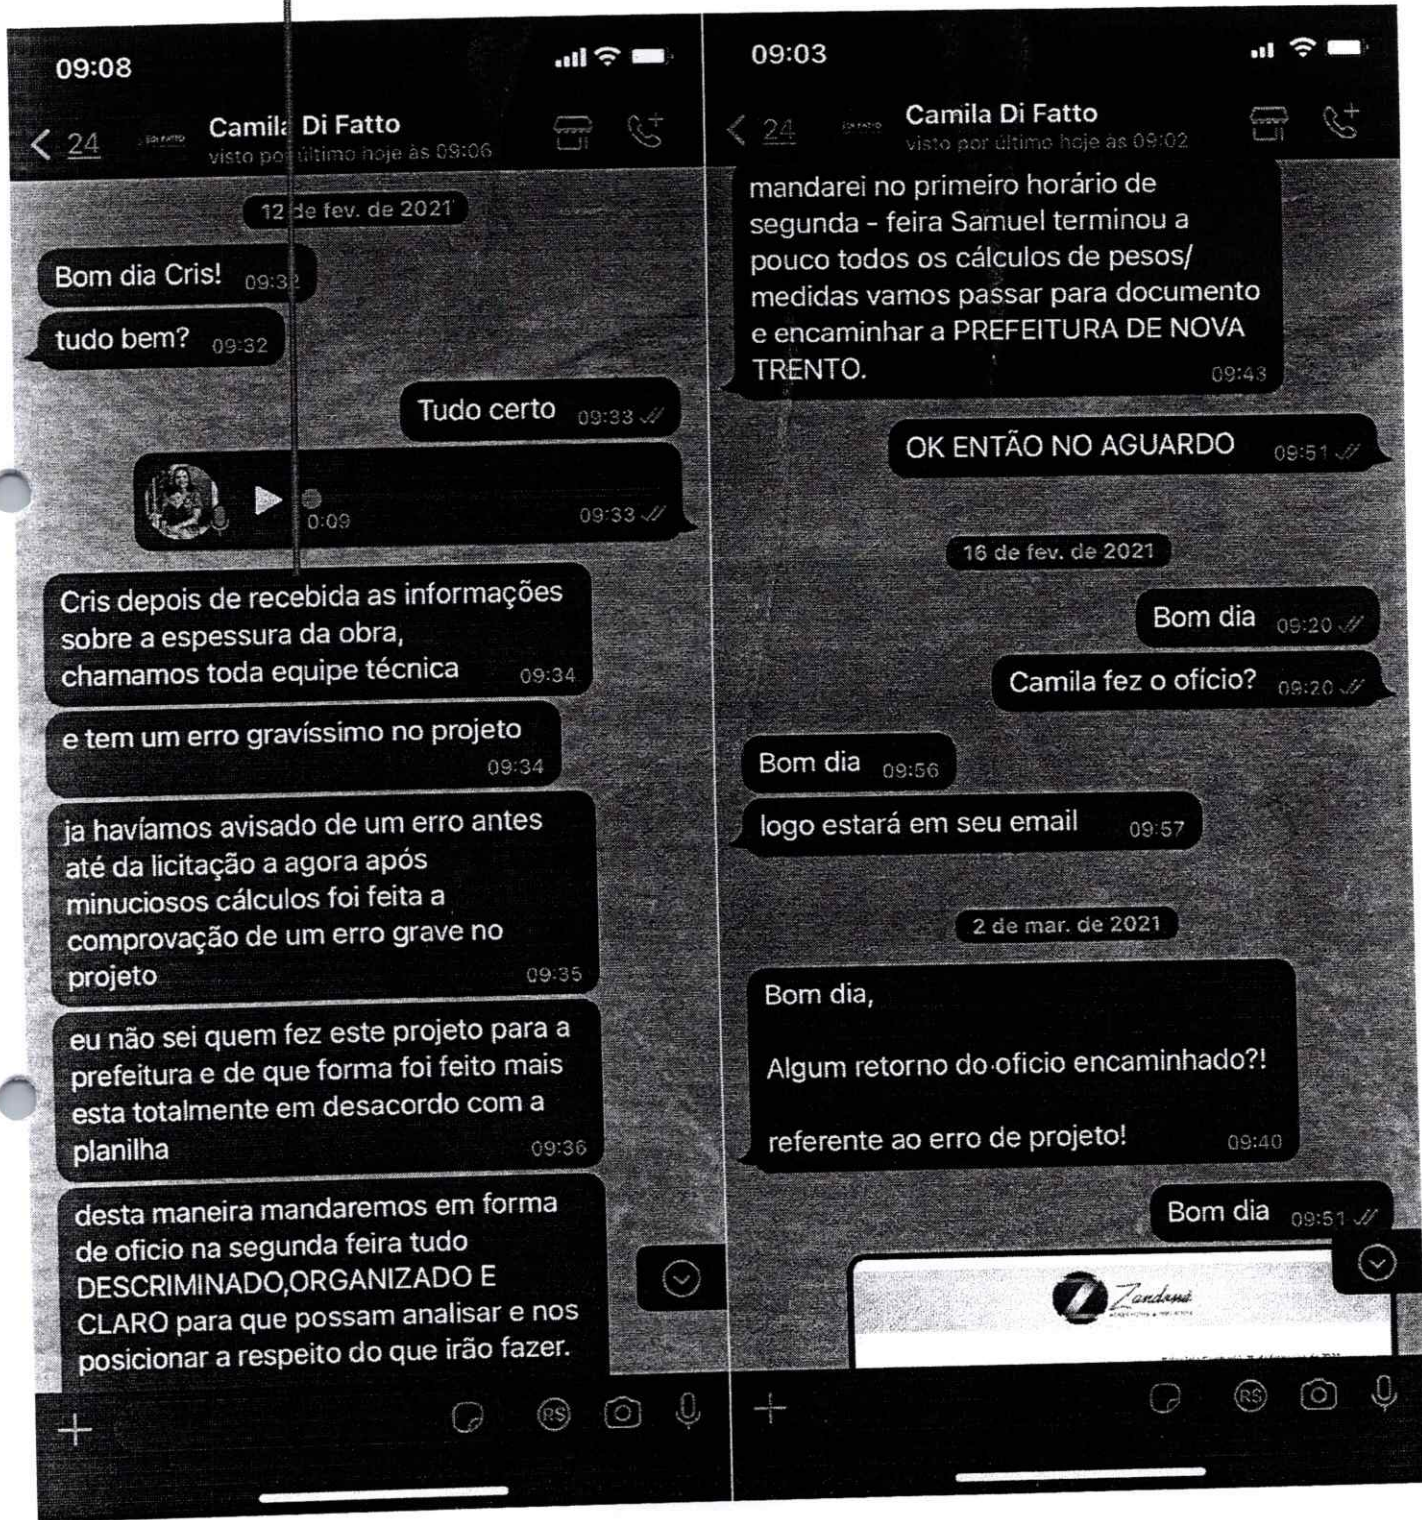 09:08
24
Camila Di Fatto
visto por último hoje às 09:06
12 de fev. de 2021
Bom dia Cris! 09:32
tudo bem? 09:32
Tudo certo 09:33
0:09 09:33
Cris depois de recebida as informações
sobre a espessura da obra,
chamamos toda equipe técnica 09:34
e tem um erro gravíssimo no projeto
09:34
ja havíamos avisado de um erro antes
até da licitação a agora após
minuciosos cálculos foi feita a
comprovação de um erro grave no
projeto 09:35
eu não sei quem fez este projeto para a
prefeitura e de que forma foi feito mais
esta totalmente em desacordo com a
planilha 09:36
desta maneira mandaremos em forma
de oficio na segunda feira tudo
DESCRIMINADO,ORGANIZADO E
CLARO para que possam analisar e nos
posicionar a respeito do que irão fazer.
R$
09:03
24
Camila Di Fatto
visto por último hoje às 09:02
mandarei no primeiro horário de
segunda - feira Samuel terminou a
pouco todos os cálculos de pesos/
medidas vamos passar para documento
e encaminhar a PREFEITURA DE NOVA
TRENTO. 09:43
OK ENTÃO NO AGUARDO 09:51
16 de fev. de 2021
Bom dia 09:20
Camila fez o ofício? 09:20
Bom dia 09:56
logo estará em seu email 09:57
2 de mar. de 2021
Bom dia,
Algum retorno do oficio encaminhado?!
referente ao erro de projeto! 09:40
Bom dia 09:51
Zandoná
R$